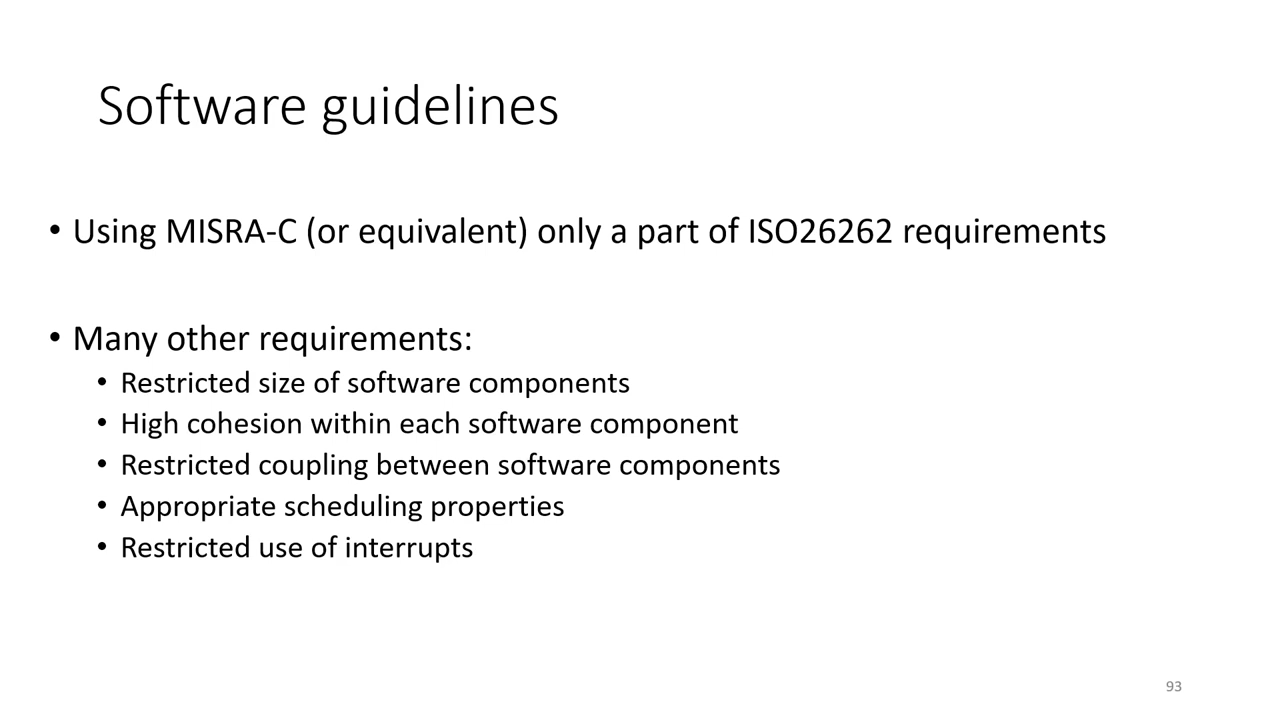 Software guidelines
• Using MISRA-C (or equivalent) only a part of ISO26262 requirements
• Many other requirements:
• Restricted size of software components
• High cohesion within each software component
• Restricted coupling between software components
• Appropriate scheduling properties
• Restricted use of interrupts
93